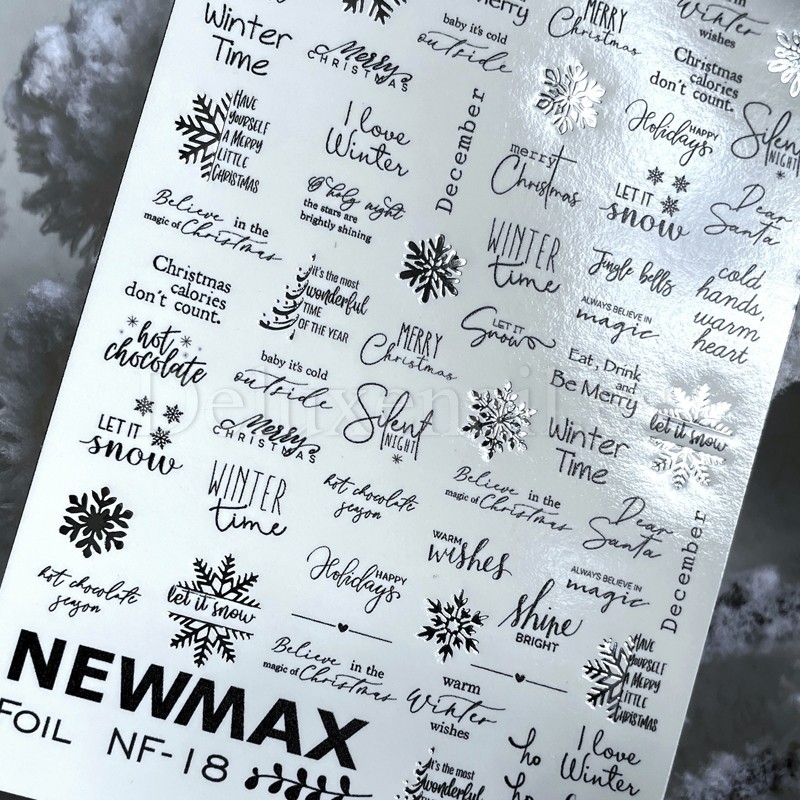 Merry
baby it's cold
outside
MERRY
Christmas
Winter
wishes
Winter
Time
Merry
CHRISTMAS
Christmas
calories
don't count.
HAVE
YOURSELF
A MERRY
LITTLE
CHRISTMAS
I love
Winter
December
merry
Christmas
Holidays HAPPY
Silent
NIGHT
LET IT
snow
Dear
Santa
Believe in the
magic of Christmas
O holy night
the stars are
brightly shining
WINTER
time
Jingle bells
cold
hands,
warm
heart
Christmas
calories
don't count.
it's the most
wonderful
TIME
OF THE YEAR
ALWAYS BELIEVE IN
magic
LET IT
Snow
hot
chocolate
MERRY
Christmas
Eat, Drink
and
Be Merry
baby it's cold
outside
Silent
NIGHT
let it snow
LET IT
snow
Merry
CHRISTMAS
Winter
Time
Deluxenail
WINTER
time
hot chocolate
season
Believe in the
magic of Christmas
Dear
Santa
December
WARM
wishes
ALWAYS BELIEVE IN
magic
hot chocolate
season
let it snow
Holidays HAPPY
shine
BRIGHT
HAVE
YOURSELF
A MERRY
LITTLE
CHRISTMAS
Believe in the
magic of Christmas
warm
Winter
wishes
I love
Winter
ho
ho
it's the most
wonderful
NEWMAX
FOIL NF-18